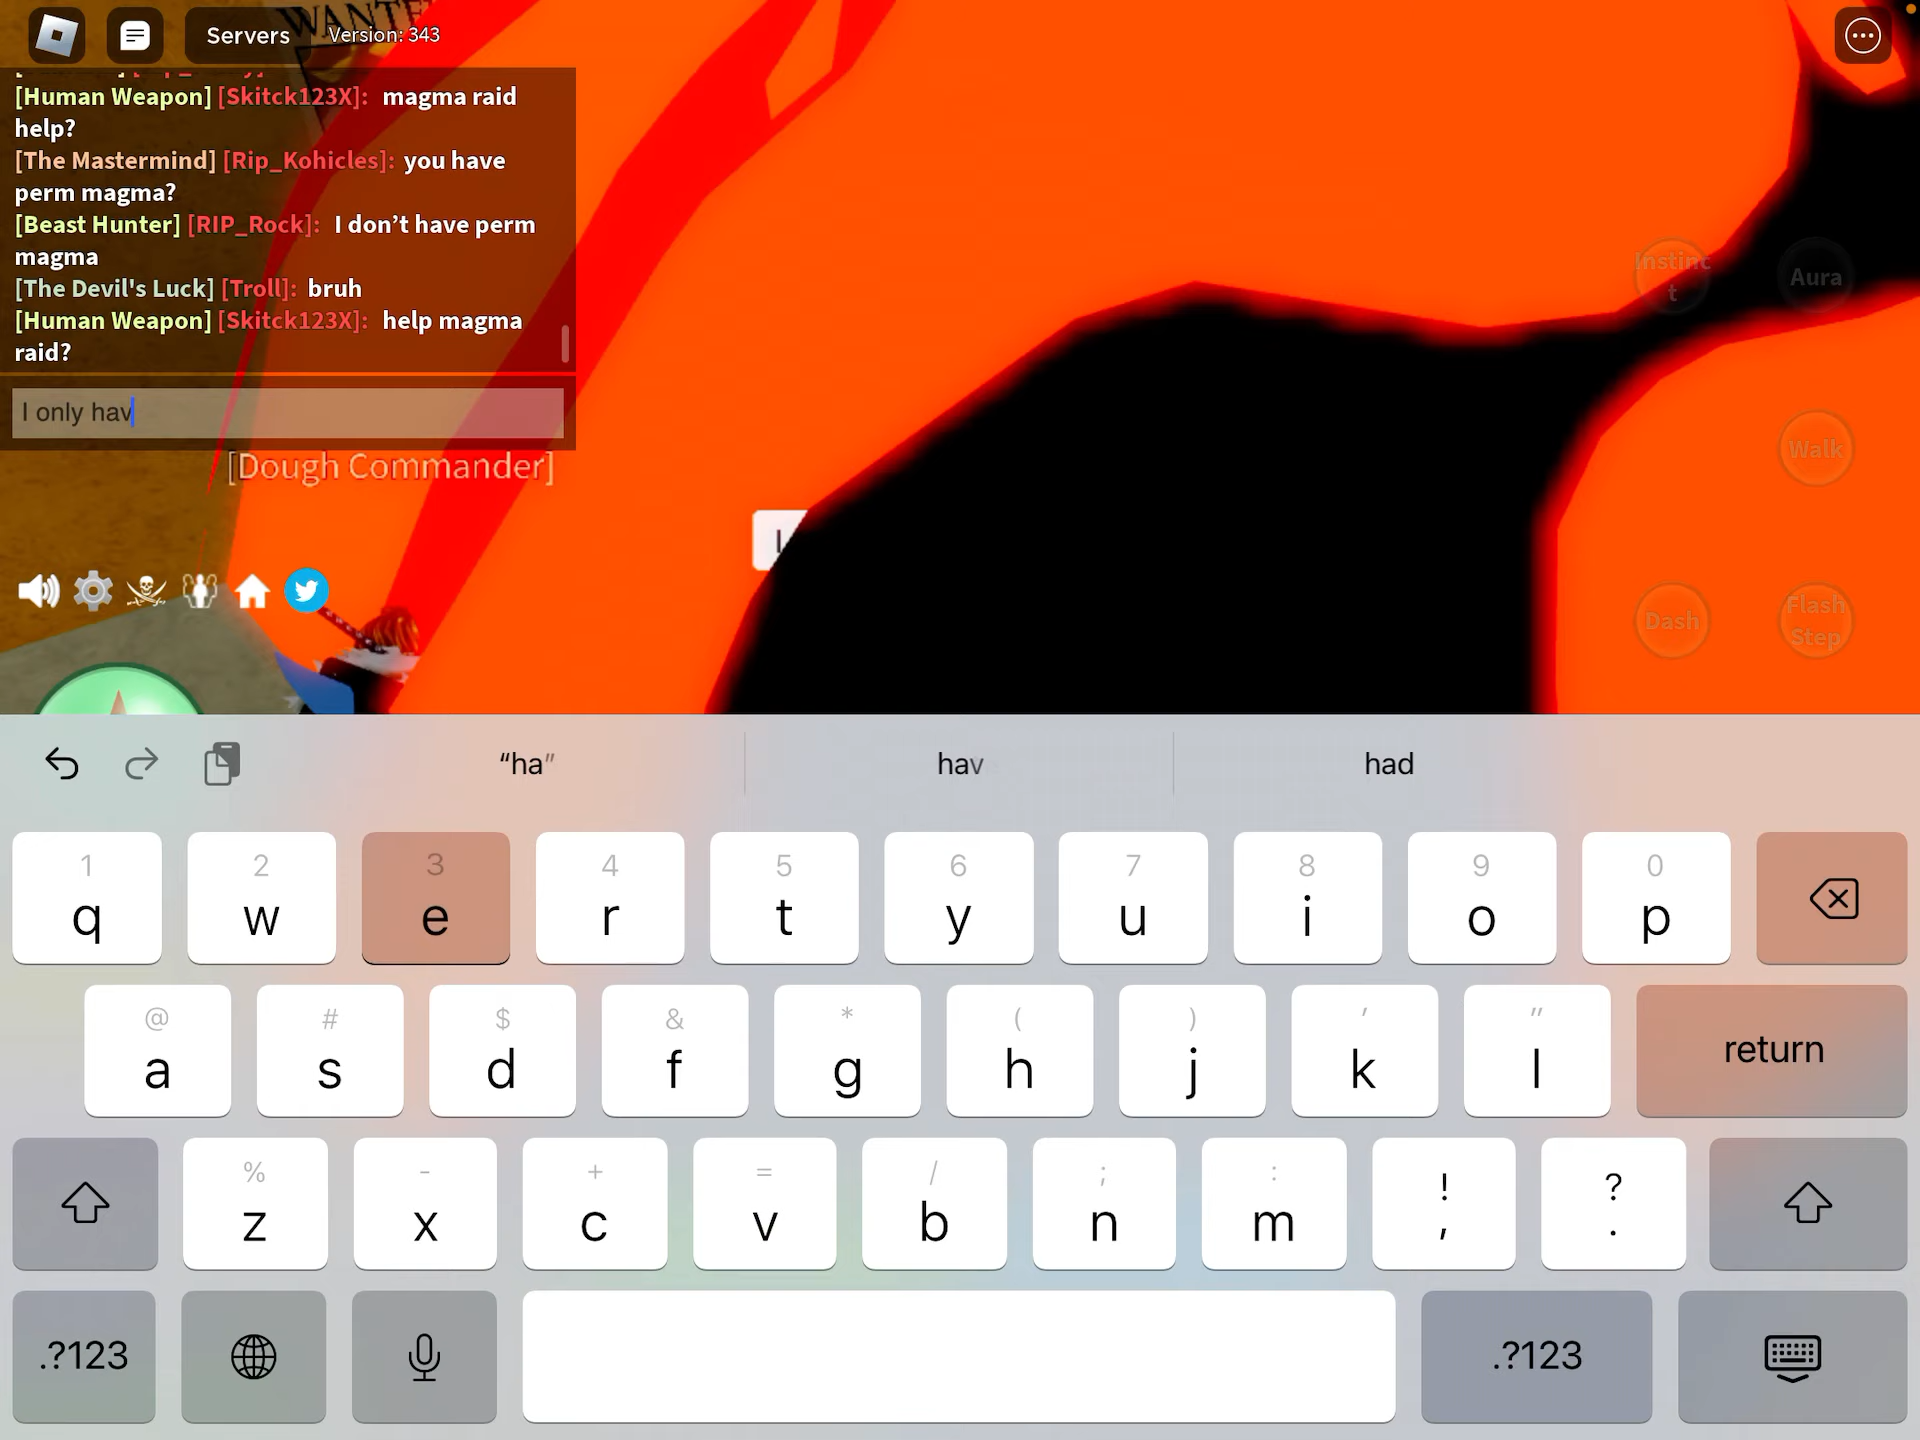 WANTE
Servers
Version: 343
[Human Weapon] [Skitck123X]: magma raid
help?
[The Mastermind] [Rip_Kohicles]: you have
perm magma?
[Beast Hunter] [RIP_Rock]: I don’t have perm
magma
[The Devil's Luck] [Troll]: bruh
[Human Weapon] [Skitck123X]: help magma
raid?
I only hav
[Dough Commander]
Instinc
t
Aura
Walk
Dash
Flash
Step
“ha” hav had
1 2 3 4 5 6 7 8 9 0
q w e r t y u i o p
@ # $ & * ( ) ' "
a s d f g h j k l return
% - + = / ; : ! ?
z x c v b n m , .
.?123 .?123